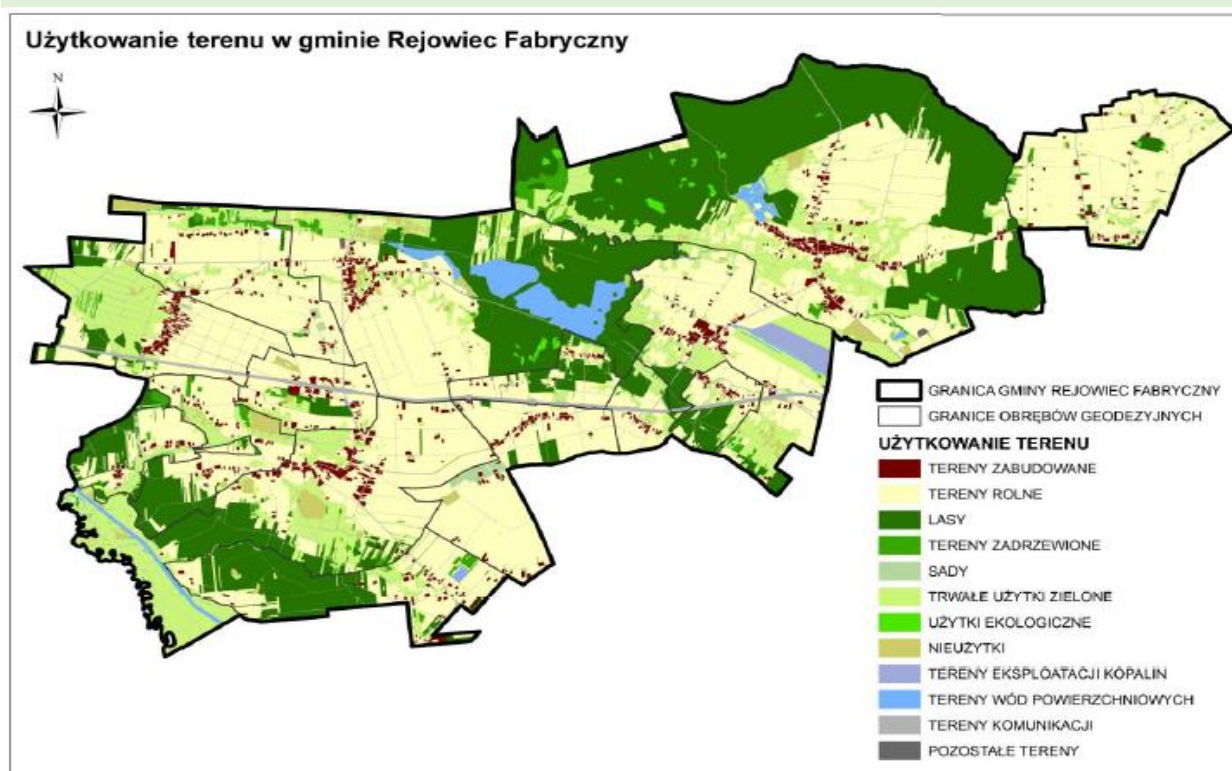 Użytkowanie terenu w gminie Rejowiec Fabryczny
N
GRANICA GMINY REJOWIEC FABRYCZNY
GRANICE OBRĘBÓW GEODEZYJNYCH
UŻYTKOWANIE TERENU
TERENY ZABUDOWANE
TERENY ROLNE
LASY
TERENY ZADRZEWIONE
SADY
TRWAŁE UŻYTKI ZIELONE
UŻYTKI EKOLOGICZNE
NIEUŻYTKI
TERENY EKSPLOATACJI KOPALIN
TERENY WÓD POWIERZCHNIOWYCH
TERENY KOMUNIKACJI
POZOSTAŁE TERENY